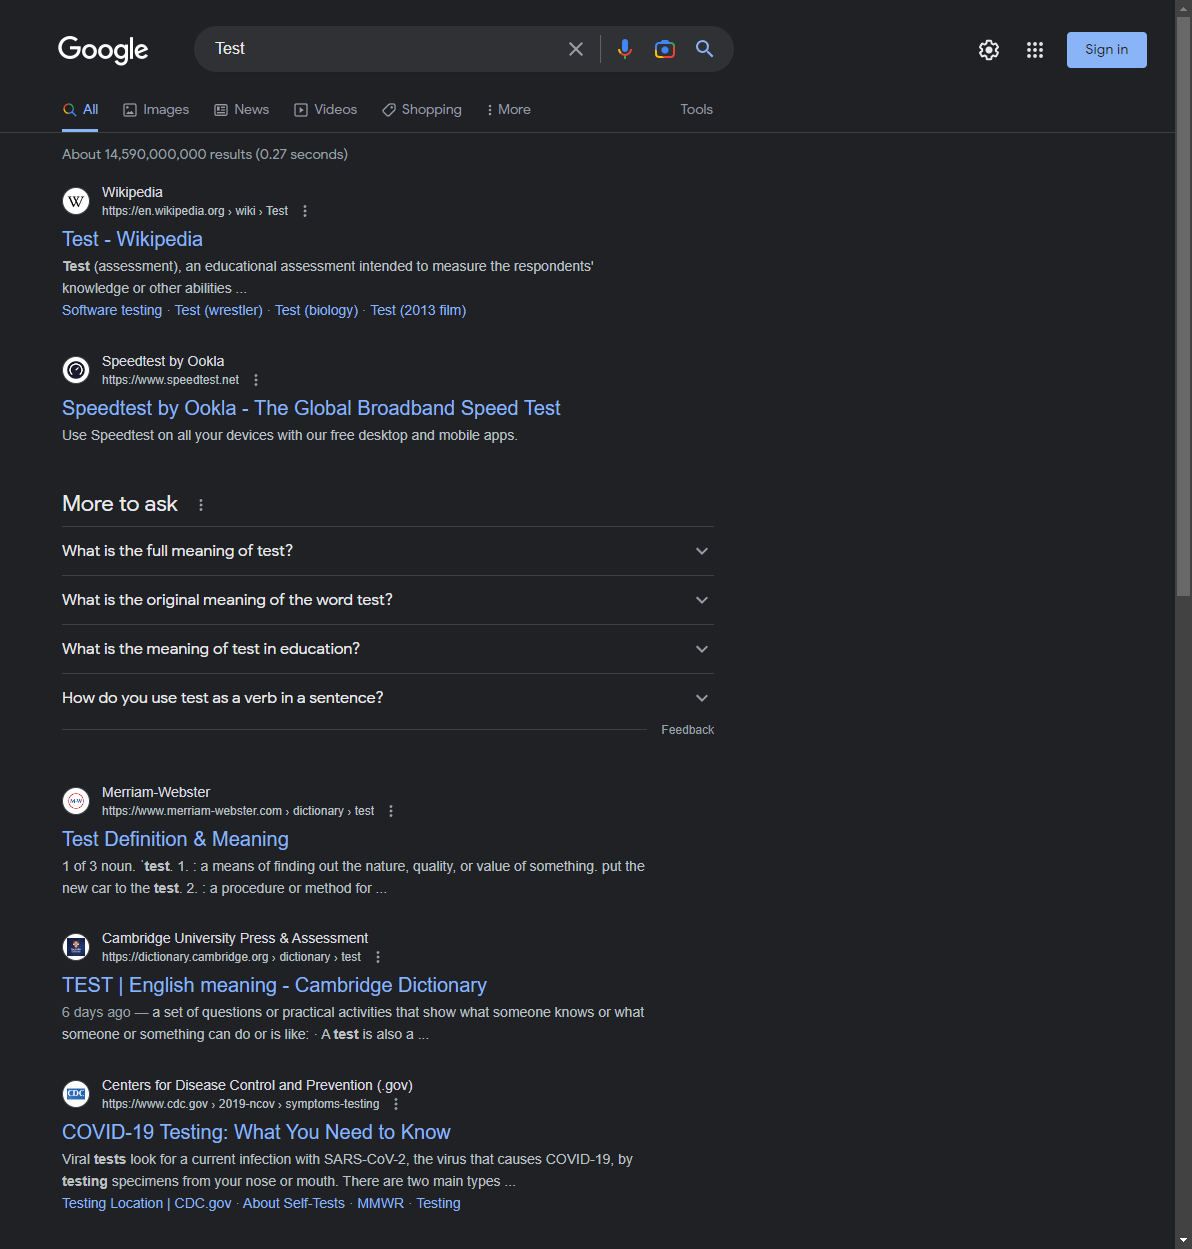 Google
Test
Sign in
All
Images
News
Videos
Shopping
More
Tools
About 14,590,000,000 results (0.27 seconds)
W
Wikipedia
https://en.wikipedia.org › wiki › Test
Test - Wikipedia
Test (assessment), an educational assessment intended to measure the respondents'
knowledge or other abilities ...
Software testing · Test (wrestler) · Test (biology) · Test (2013 film)
Speedtest by Ookla
https://www.speedtest.net
Speedtest by Ookla - The Global Broadband Speed Test
Use Speedtest on all your devices with our free desktop and mobile apps.
More to ask
What is the full meaning of test?
What is the original meaning of the word test?
What is the meaning of test in education?
How do you use test as a verb in a sentence?
Feedback
M-W
Merriam-Webster
https://www.merriam-webster.com › dictionary › test
Test Definition & Meaning
1 of 3 noun. ˈtest. 1. : a means of finding out the nature, quality, or value of something. put the
new car to the test. 2. : a procedure or method for ...
Cambridge University Press & Assessment
https://dictionary.cambridge.org › dictionary › test
TEST | English meaning - Cambridge Dictionary
6 days ago — a set of questions or practical activities that show what someone knows or what
someone or something can do or is like: · A test is also a ...
CDC
Centers for Disease Control and Prevention (.gov)
https://www.cdc.gov › 2019-ncov › symptoms-testing
COVID-19 Testing: What You Need to Know
Viral tests look for a current infection with SARS-CoV-2, the virus that causes COVID-19, by
testing specimens from your nose or mouth. There are two main types ...
Testing Location | CDC.gov · About Self-Tests · MMWR · Testing